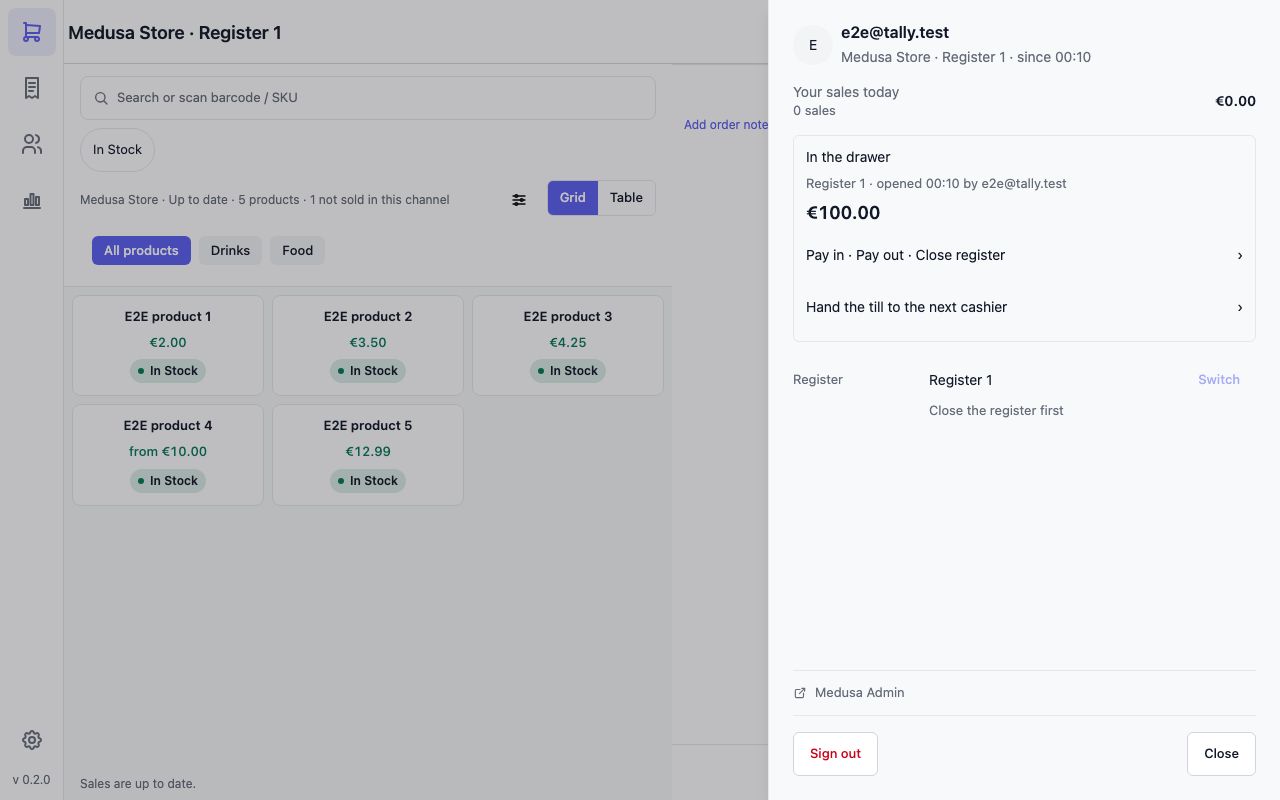 Medusa Store · Register 1
Search or scan barcode / SKU
In Stock
Medusa Store · Up to date · 5 products · 1 not sold in this channel
Grid
Table
All products
Drinks
Food
E2E product 1
€2.00
In Stock
E2E product 2
€3.50
In Stock
E2E product 3
€4.25
In Stock
E2E product 4
from €10.00
In Stock
E2E product 5
€12.99
In Stock
v 0.2.0
Sales are up to date.
Add order note
E
e2e@tally.test
Medusa Store · Register 1 · since 00:10
Your sales today
0 sales
€0.00
In the drawer
Register 1 · opened 00:10 by e2e@tally.test
€100.00
Pay in · Pay out · Close register ›
Hand the till to the next cashier ›
Register
Register 1
Switch
Close the register first
Medusa Admin
Sign out
Close